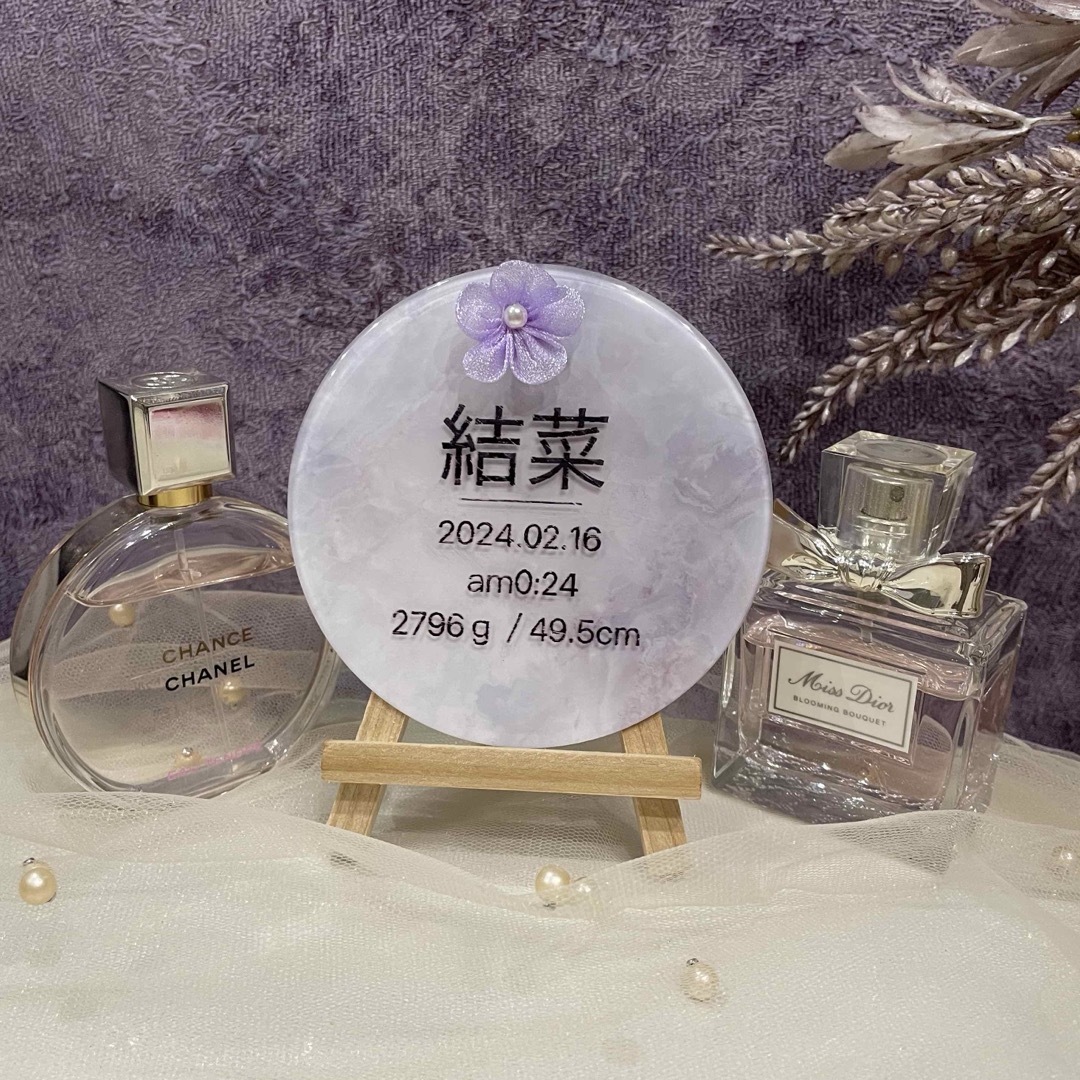 結菜
2024.02.16
am0:24
2796g / 49.5cm
CHANCE
CHANEL
Miss Dior
BLOOMING BOUQUET